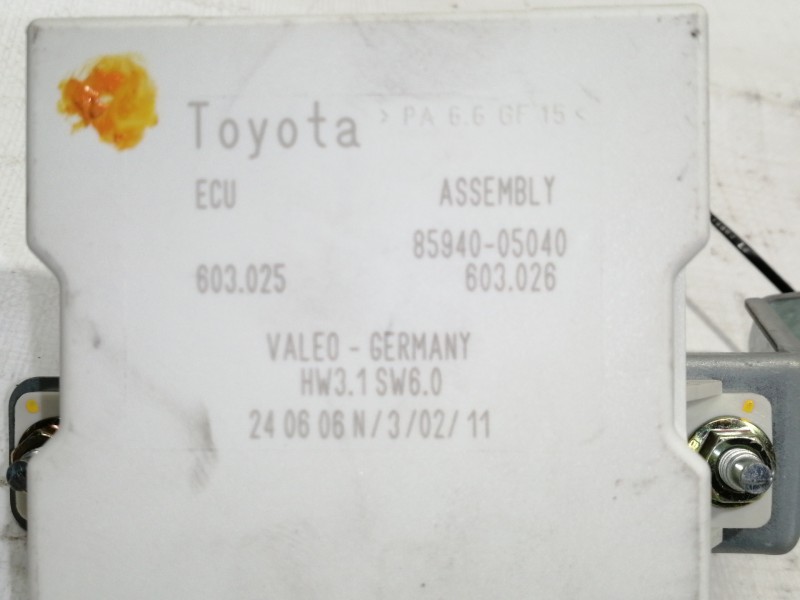 Toyota >PA 6.6 GF 15<
ECU ASSEMBLY
85940-05040
603.025 603.026
VALEO - GERMANY
HW3.1 SW6.0
24 06 06 N/3/02/11